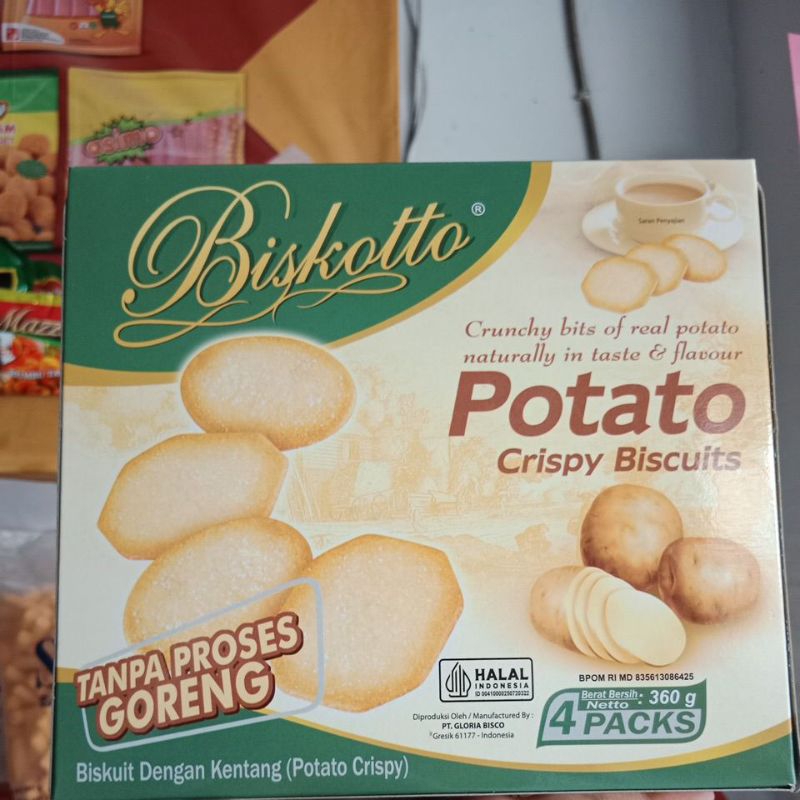 asimo
Mazz
Biskotto®
Saran Penyajian
Crunchy bits of real potato
naturally in taste & flavour
Potato
Crispy Biscuits
TANPA PROSES
GORENG
HALAL
INDONESIA
BPOM RI MD 835613086425
Berat Bersih
Netto : 360 g
4 PACKS
Diproduksi Oleh / Manufactured By :
PT. GLORIA BISCO
Gresik 61177 - Indonesia
Biskuit Dengan Kentang (Potato Crispy)